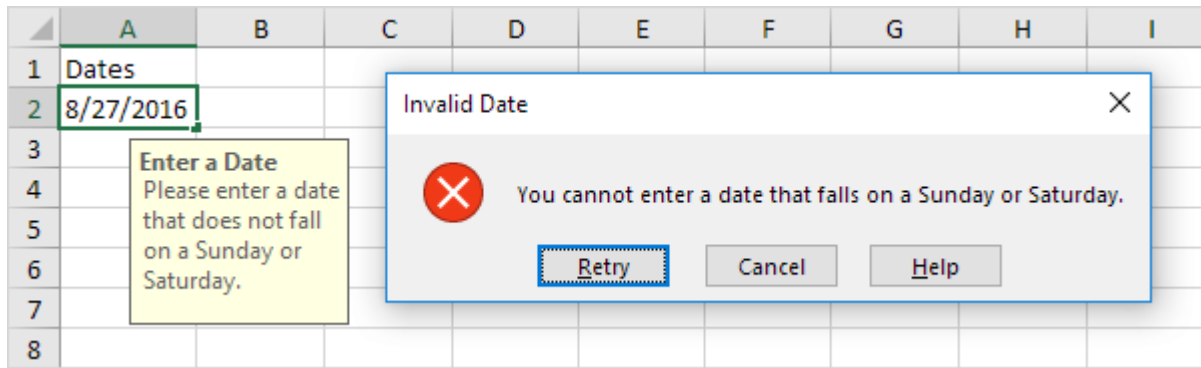 A B C D E F G H I
1 Dates
2 8/27/2016
3
4
5
6
7
8
Enter a Date
Please enter a date
that does not fall
on a Sunday or
Saturday.
Invalid Date
You cannot enter a date that falls on a Sunday or Saturday.
Retry Cancel Help